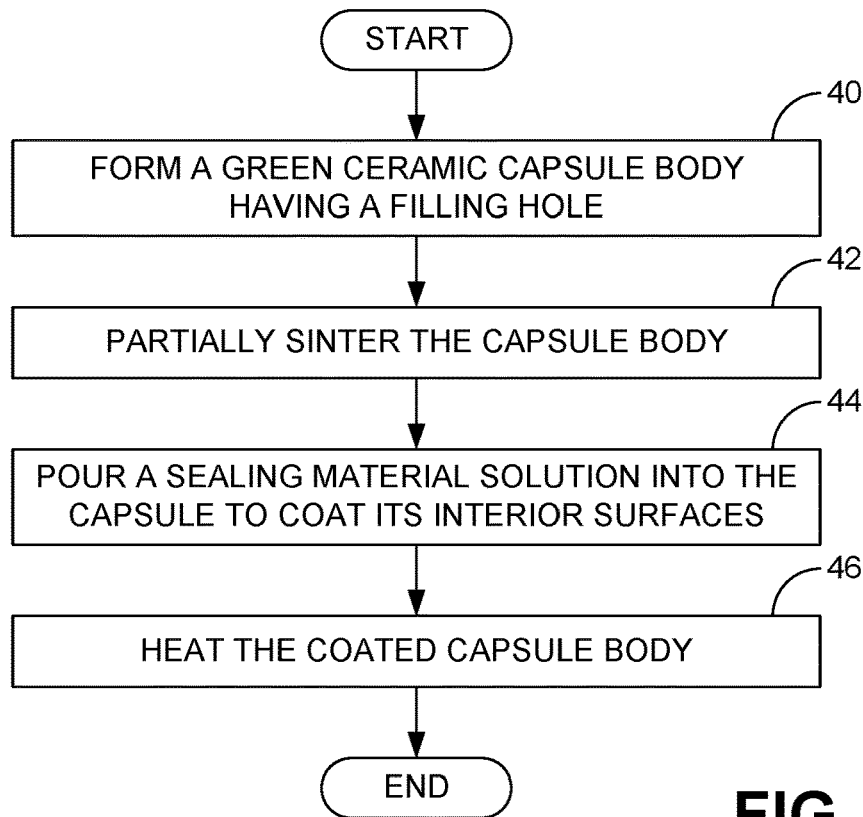 START
40
FORM A GREEN CERAMIC CAPSULE BODY
HAVING A FILLING HOLE
42
PARTIALLY SINTER THE CAPSULE BODY
44
POUR A SEALING MATERIAL SOLUTION INTO THE
CAPSULE TO COAT ITS INTERIOR SURFACES
46
HEAT THE COATED CAPSULE BODY
END
FIG